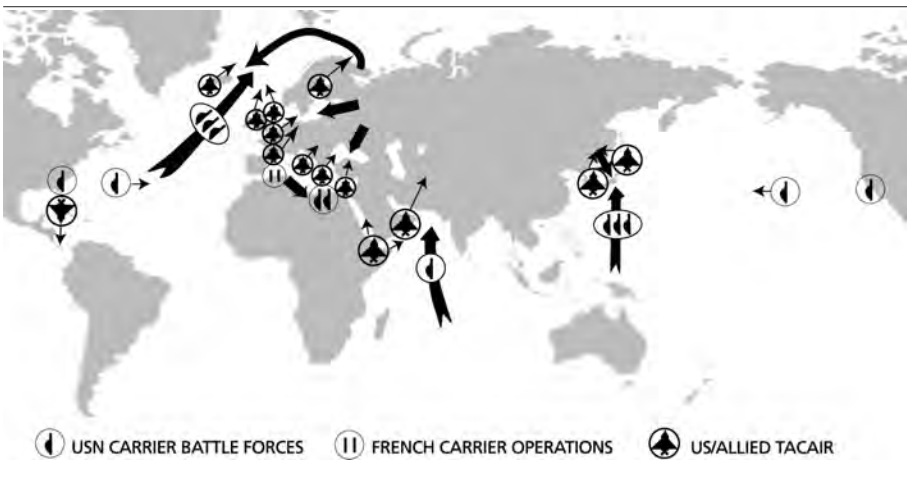 USN CARRIER BATTLE FORCES FRENCH CARRIER OPERATIONS US/ALLIED TACAIR